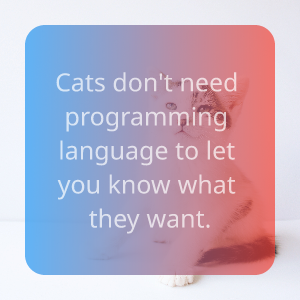 Cats don't need
programming
language to let
you know what
they want.